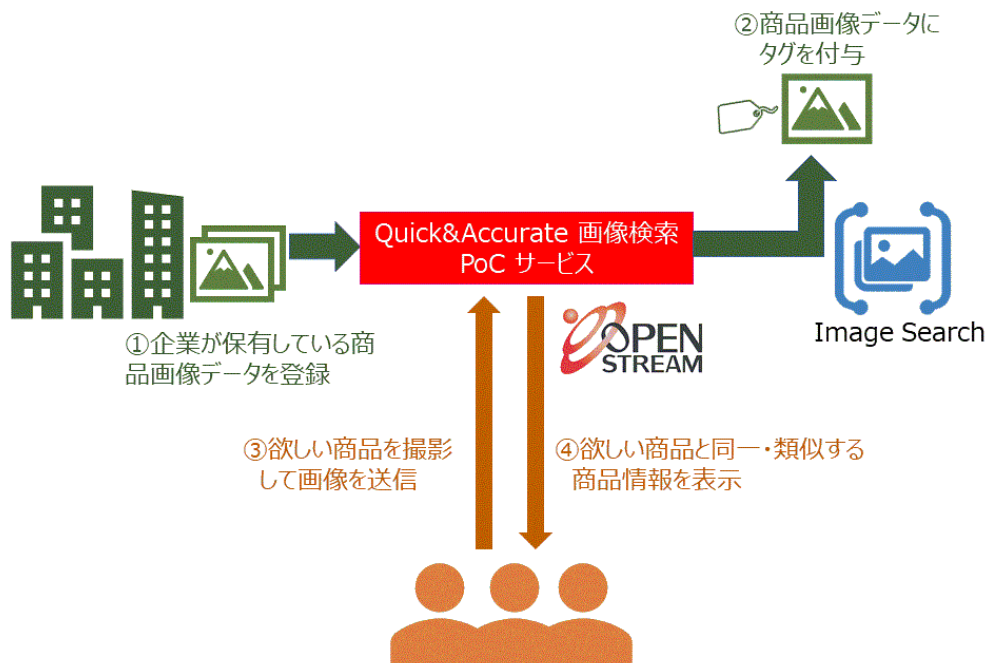 ②商品画像データに
タグを付与
Quick&Accurate 画像検索
PoC サービス
Image Search
①企業が保有している商
品画像データを登録
OPEN
STREAM
③欲しい商品を撮影
して画像を送信
④欲しい商品と同一・類似する
商品情報を表示